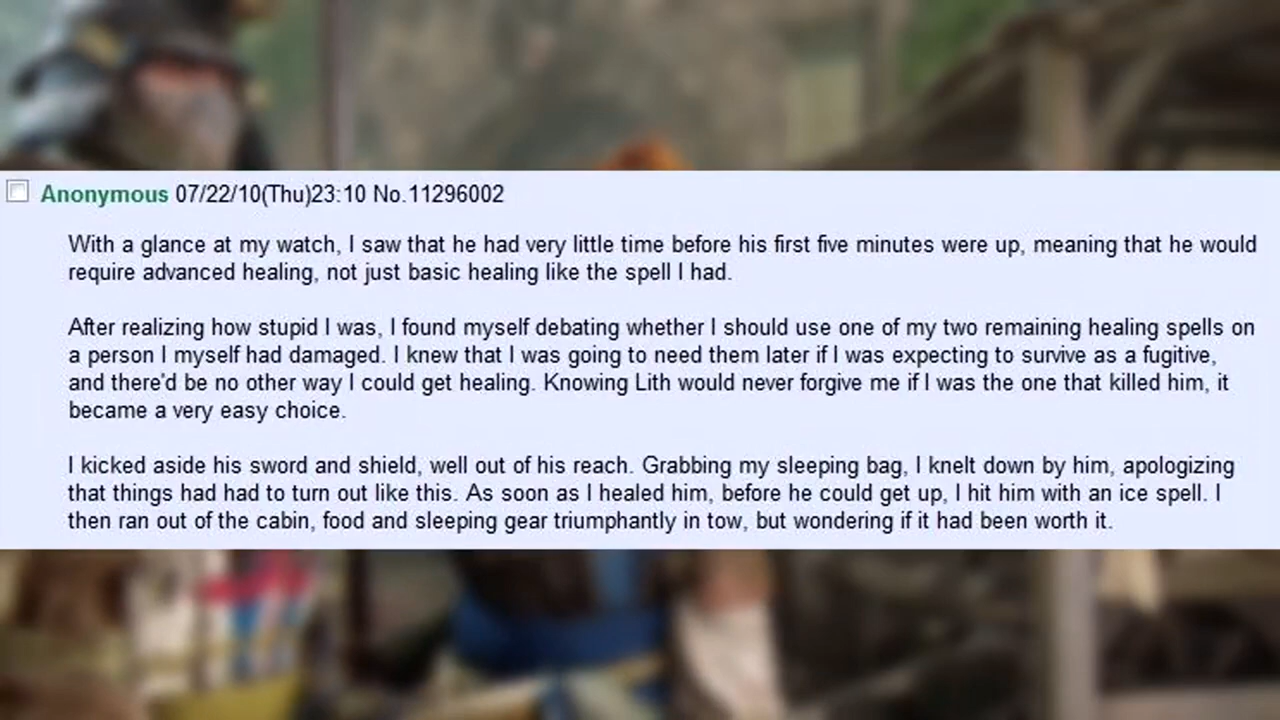 Anonymous 07/22/10(Thu)23:10 No.11296002
With a glance at my watch, I saw that he had very little time before his first five minutes were up, meaning that he would
require advanced healing, not just basic healing like the spell I had.
After realizing how stupid I was, I found myself debating whether I should use one of my two remaining healing spells on
a person I myself had damaged. I knew that I was going to need them later if I was expecting to survive as a fugitive,
and there'd be no other way I could get healing. Knowing Lith would never forgive me if I was the one that killed him, it
became a very easy choice.
I kicked aside his sword and shield, well out of his reach. Grabbing my sleeping bag, I knelt down by him, apologizing
that things had had to turn out like this. As soon as I healed him, before he could get up, I hit him with an ice spell. I
then ran out of the cabin, food and sleeping gear triumphantly in tow, but wondering if it had been worth it.